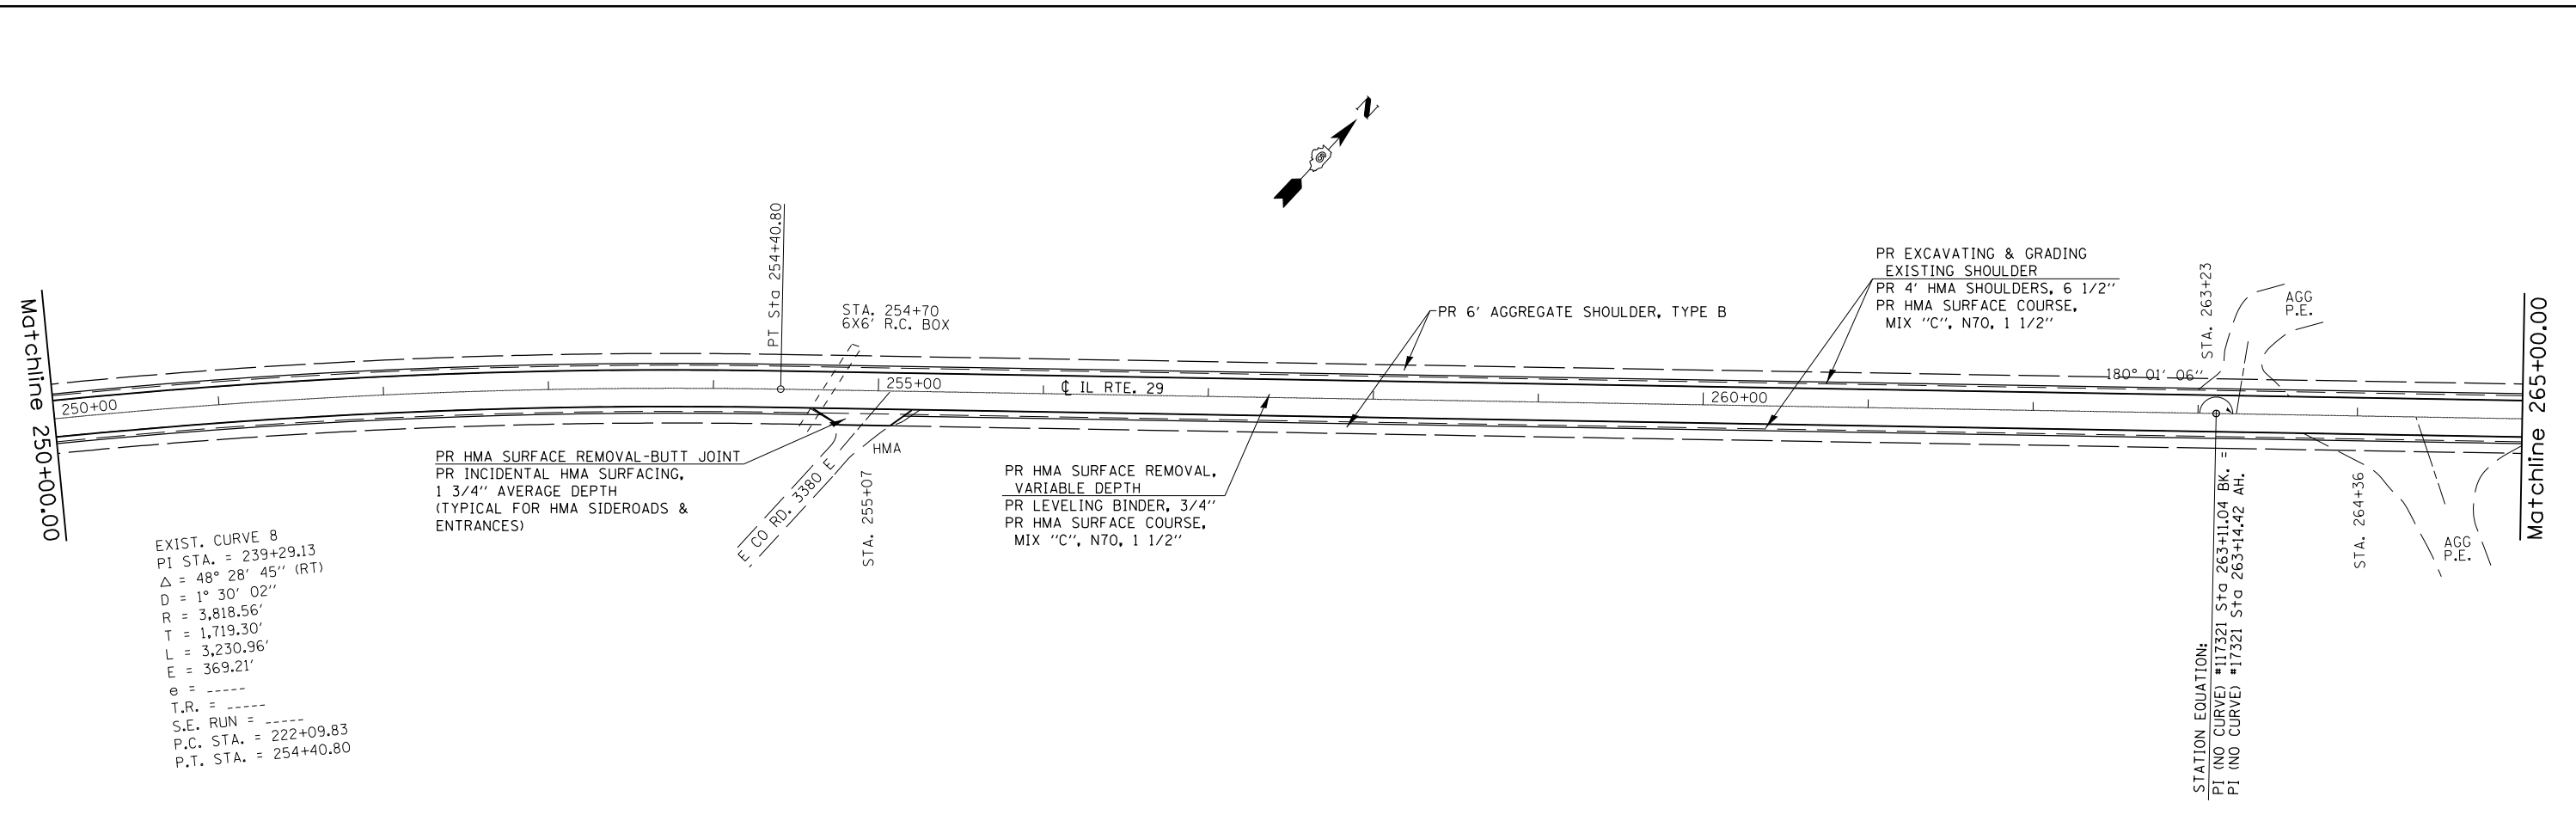 N
Matchline 250+00.00
250+00
PT Sta 254+40.80
STA. 254+70
6X6' R.C. BOX
255+00
℄ IL RTE. 29
PR HMA SURFACE REMOVAL-BUTT JOINT
PR INCIDENTAL HMA SURFACING,
1 3/4" AVERAGE DEPTH
(TYPICAL FOR HMA SIDEROADS &
ENTRANCES)
E CO RD. 3380 E
HMA
STA. 255+07
EXIST. CURVE 8
PI STA. = 239+29.13
Δ = 48° 28' 45" (RT)
D = 1° 30' 02"
R = 3,818.56'
T = 1,719.30'
L = 3,230.96'
E = 369.21'
e = -----
T.R. = -----
S.E. RUN = -----
P.C. STA. = 222+09.83
P.T. STA. = 254+40.80
PR HMA SURFACE REMOVAL,
VARIABLE DEPTH
PR LEVELING BINDER, 3/4"
PR HMA SURFACE COURSE,
MIX "C", N70, 1 1/2"
PR 6' AGGREGATE SHOULDER, TYPE B
PR EXCAVATING & GRADING
EXISTING SHOULDER
PR 4' HMA SHOULDERS, 6 1/2"
PR HMA SURFACE COURSE,
MIX "C", N70, 1 1/2"
260+00
180° 01' 06"
STA. 263+23
AGG
P.E.
STATION EQUATION:
PI (NO CURVE) #117321 Sta 263+11.04 BK. =
PI (NO CURVE) #17321 Sta 263+14.42 AH.
STA. 264+36
AGG
P.E.
Matchline 265+00.00